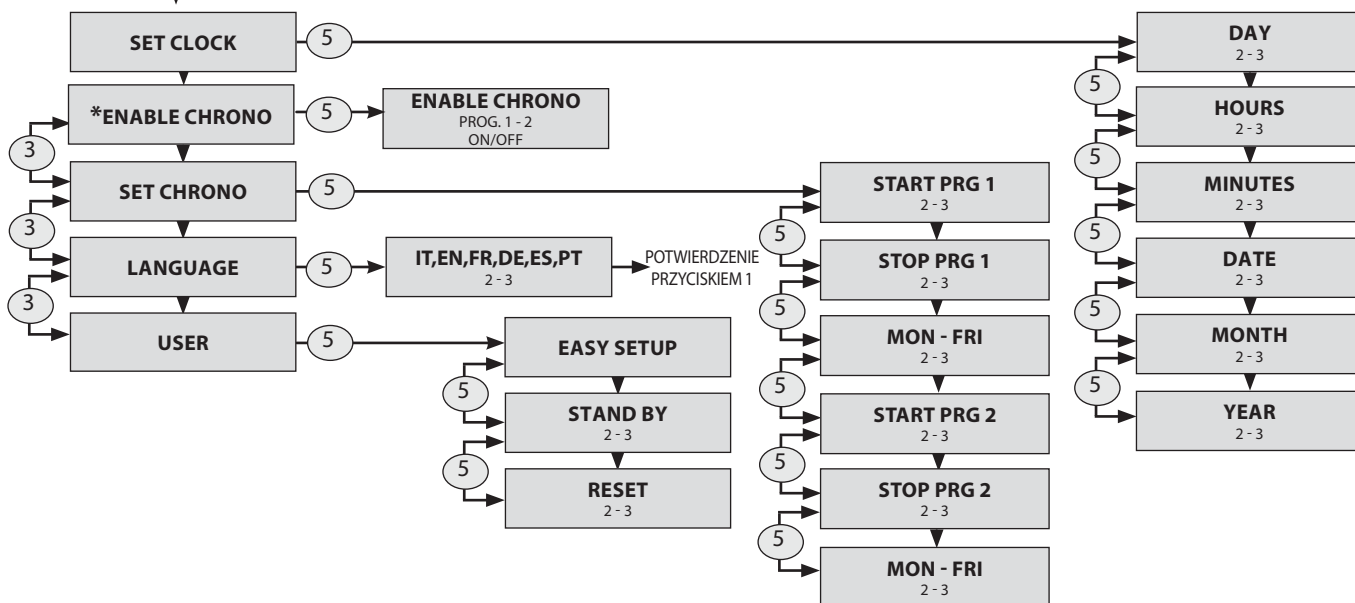 SET CLOCK
5
*ENABLE CHRONO
5
ENABLE CHRONO
PROG. 1 - 2
ON/OFF
3
SET CHRONO
5
3
LANGUAGE
5
IT,EN,FR,DE,ES,PT
2 - 3
POTWIERDZENIE
PRZYCISKIEM 1
3
USER
5
EASY SETUP
5
STAND BY
2 - 3
5
RESET
2 - 3
START PRG 1
2 - 3
5
STOP PRG 1
2 - 3
5
MON - FRI
2 - 3
5
START PRG 2
2 - 3
5
STOP PRG 2
2 - 3
5
MON - FRI
2 - 3
DAY
2 - 3
5
HOURS
2 - 3
5
MINUTES
2 - 3
5
DATE
2 - 3
5
MONTH
2 - 3
5
YEAR
2 - 3